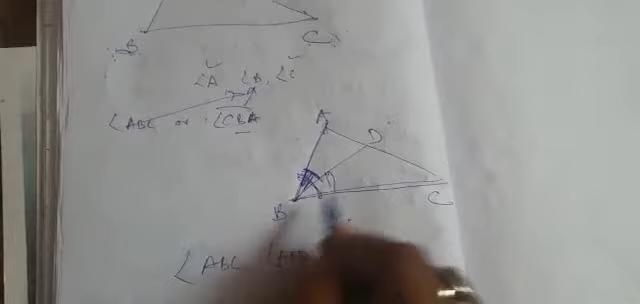 B C
∠A ∠B, ∠C
∠ABC or ∠CBA
A
D
B C
∠ABC